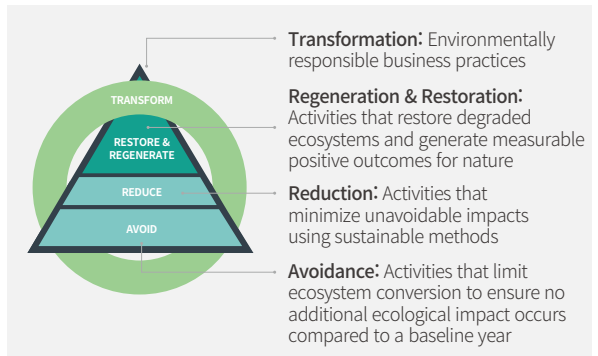 Transformation: Environmentally
responsible business practices
TRANSFORM
Regeneration & Restoration:
Activities that restore degraded
ecosystems and generate measurable
positive outcomes for nature
RESTORE &
REGENERATE
Reduction: Activities that
minimize unavoidable impacts
using sustainable methods
REDUCE
Avoidance: Activities that limit
ecosystem conversion to ensure no
additional ecological impact occurs
compared to a baseline year
AVOID